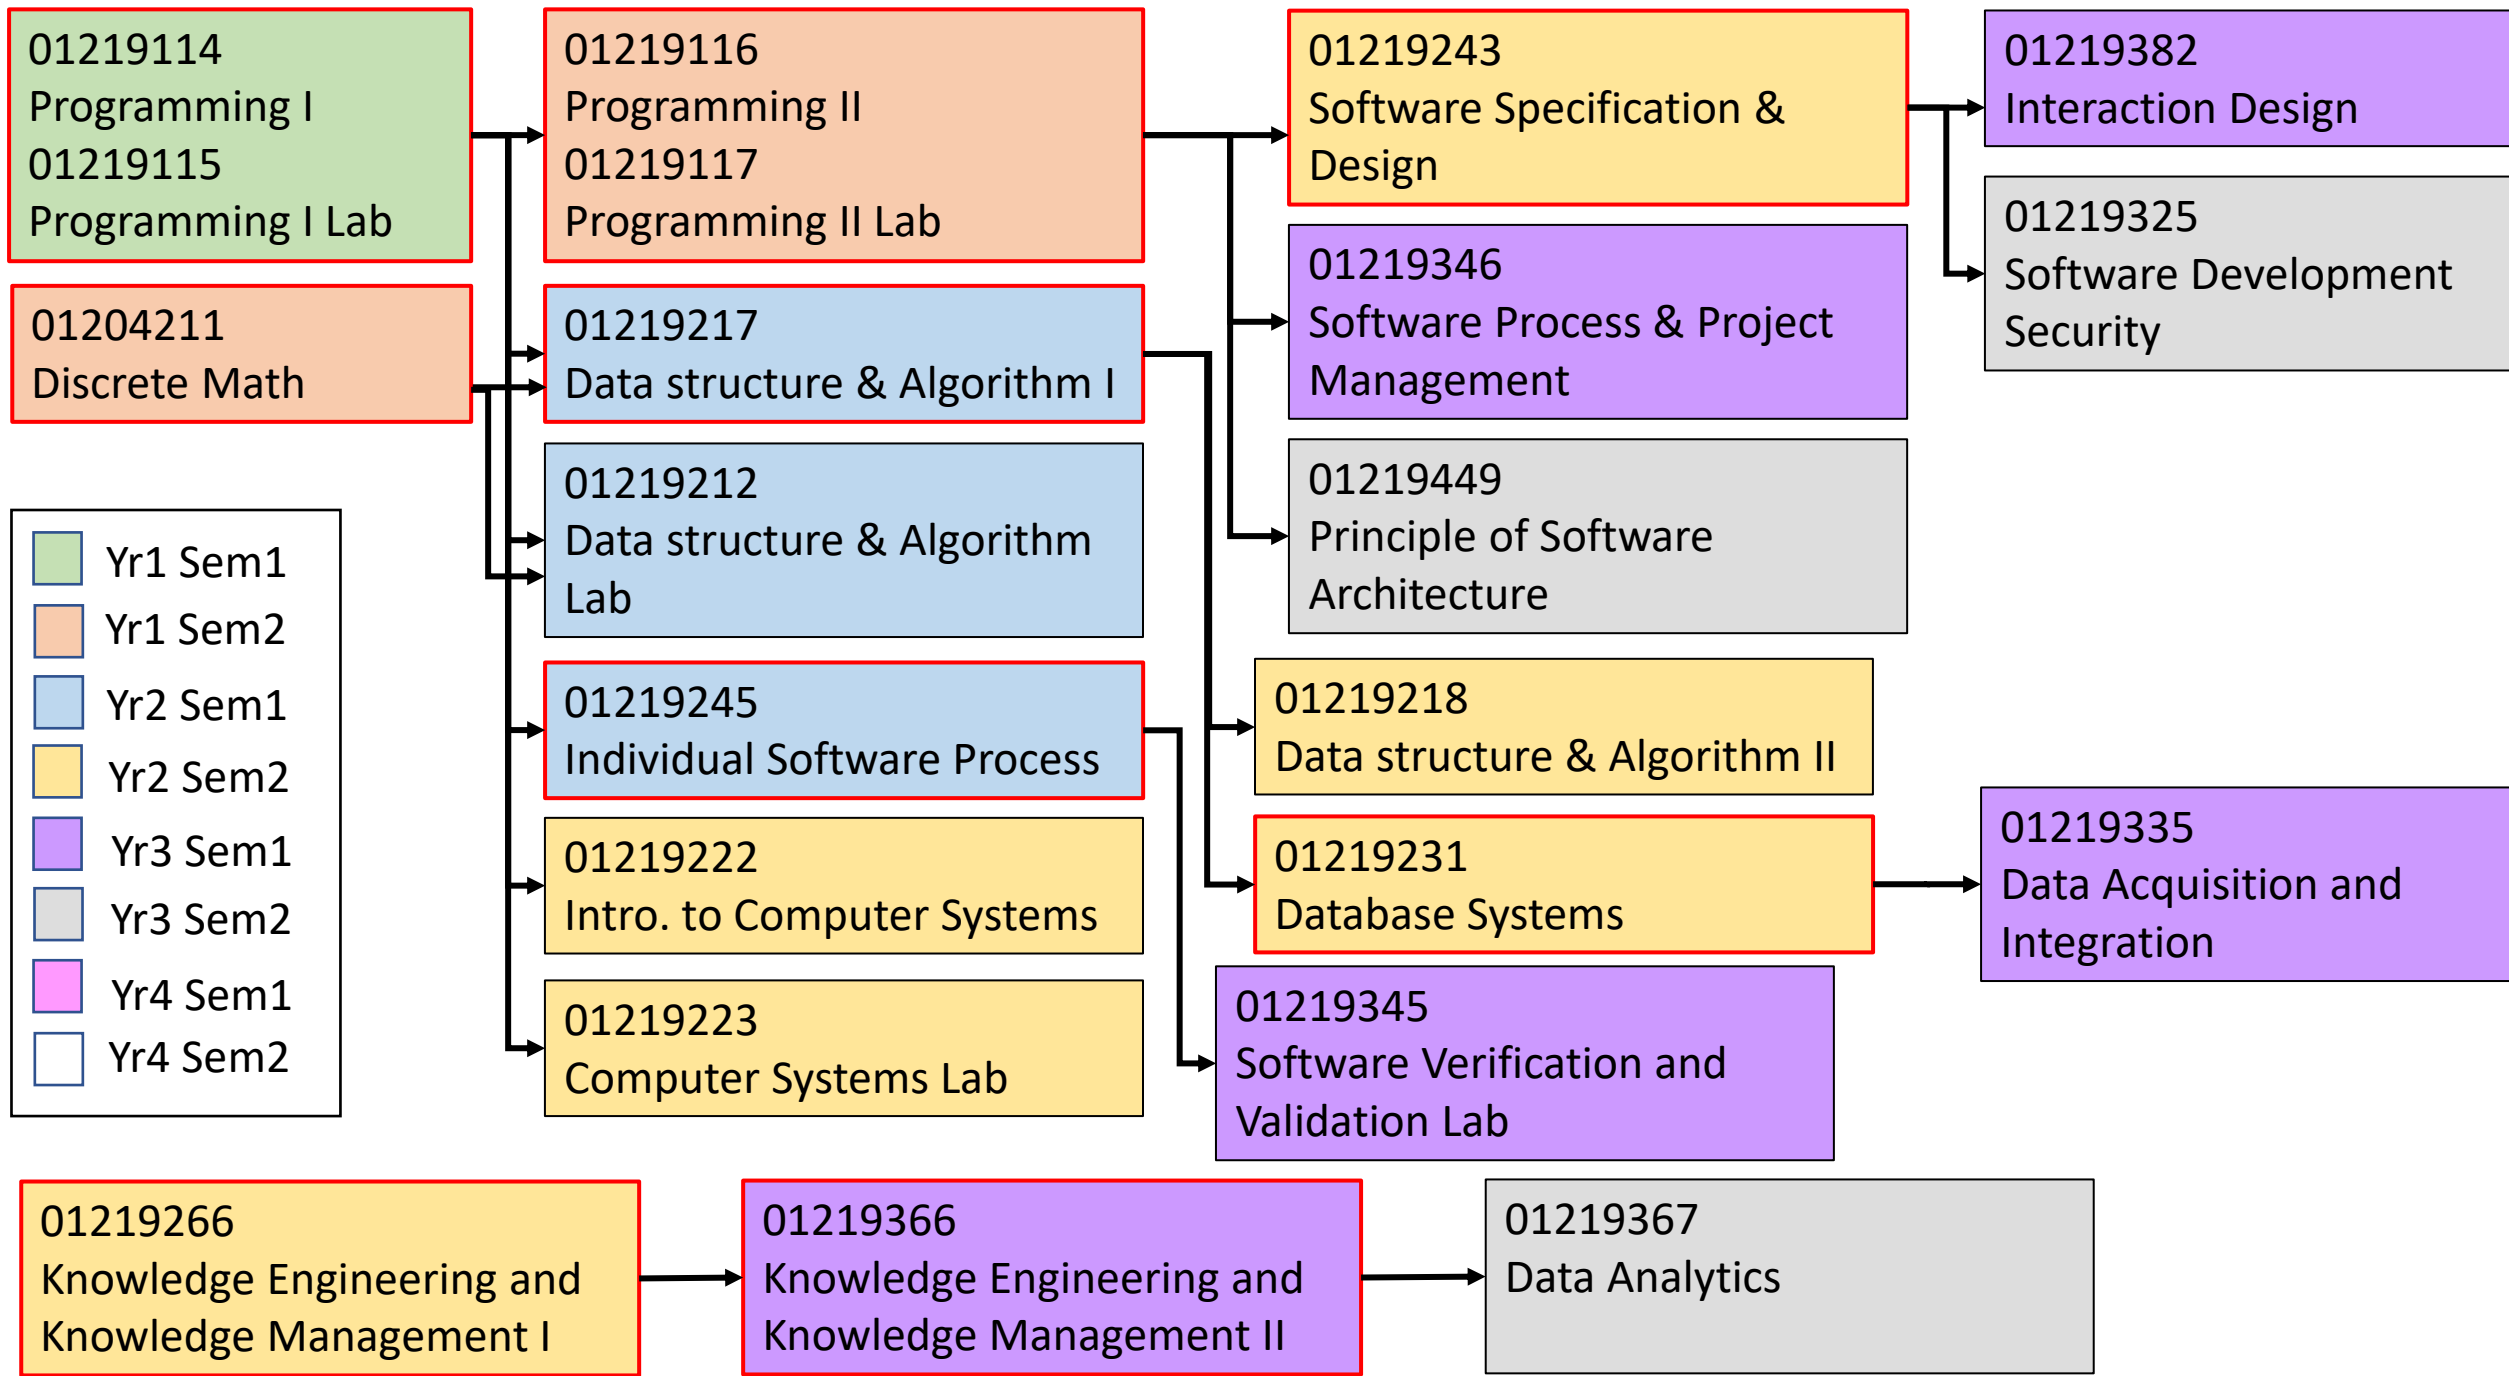 01219114
Programming I
01219115
Programming I Lab
01219116
Programming II
01219117
Programming II Lab
01219243
Software Specification &
Design
01219382
Interaction Design
01219325
Software Development
Security
01204211
Discrete Math
01219217
Data structure & Algorithm I
01219346
Software Process & Project
Management
01219212
Data structure & Algorithm
Lab
01219449
Principle of Software
Architecture
Yr1 Sem1
Yr1 Sem2
Yr2 Sem1
Yr2 Sem2
Yr3 Sem1
Yr3 Sem2
Yr4 Sem1
Yr4 Sem2
01219245
Individual Software Process
01219218
Data structure & Algorithm II
01219222
Intro. to Computer Systems
01219231
Database Systems
01219335
Data Acquisition and
Integration
01219223
Computer Systems Lab
01219345
Software Verification and
Validation Lab
01219266
Knowledge Engineering and
Knowledge Management I
01219366
Knowledge Engineering and
Knowledge Management II
01219367
Data Analytics